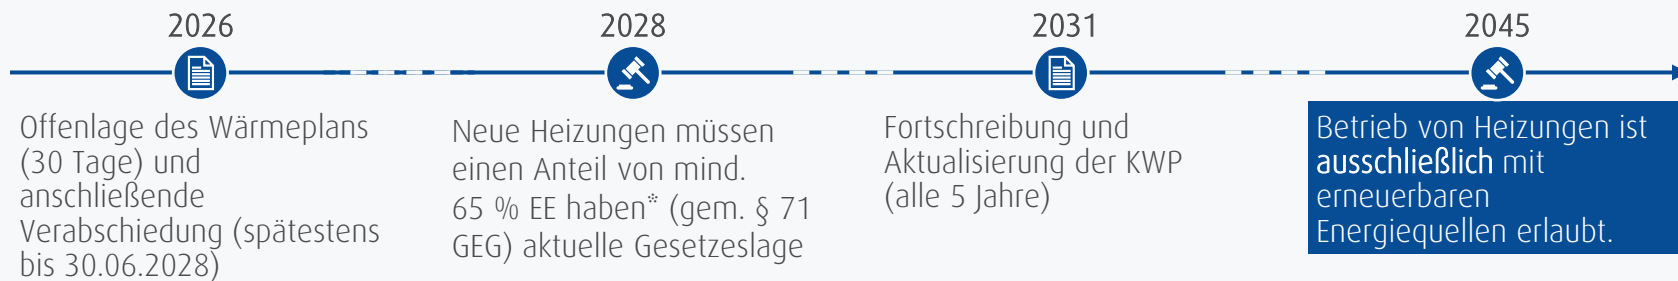 2026
Offenlage des Wärmeplans
(30 Tage) und
anschließende
Verabschiedung (spätestens
bis 30.06.2028)
2028
Neue Heizungen müssen
einen Anteil von mind.
65 % EE haben* (gem. § 71
GEG) aktuelle Gesetzeslage
2031
Fortschreibung und
Aktualisierung der KWP
(alle 5 Jahre)
2045
Betrieb von Heizungen ist
ausschließlich mit
erneuerbaren
Energiequellen erlaubt.